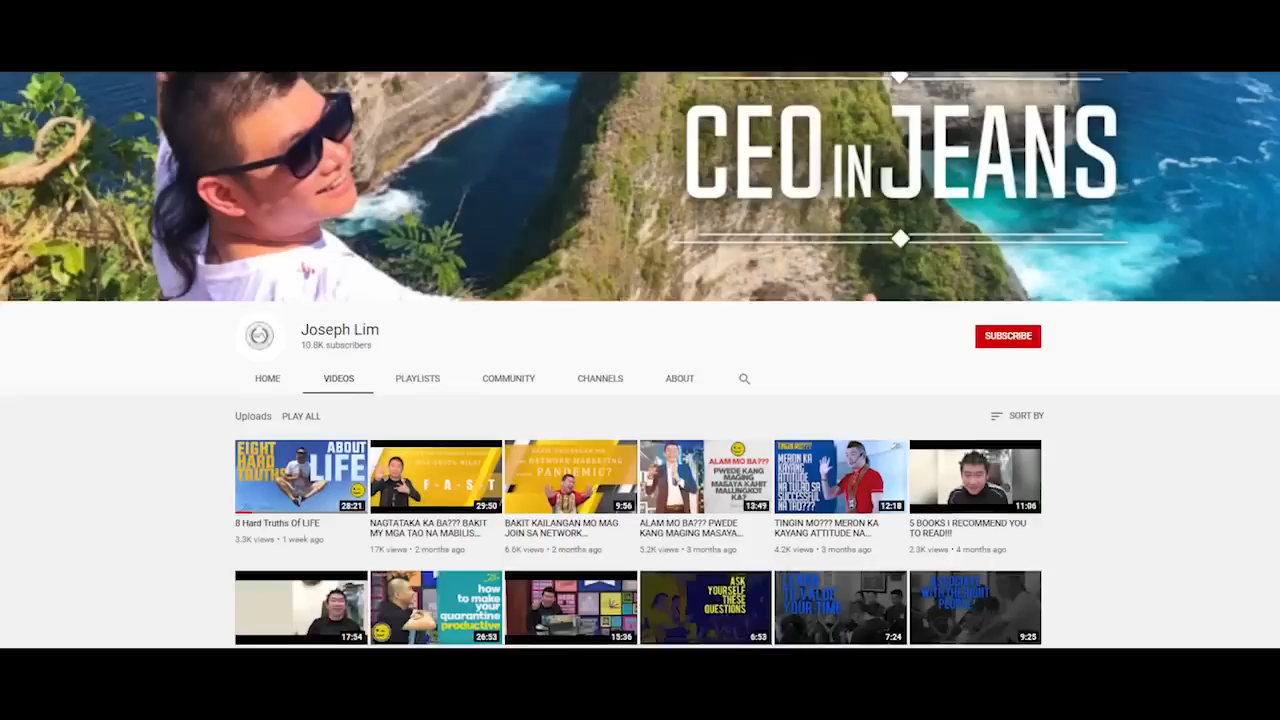 CEO IN JEANS
Joseph Lim
10.8K subscribers
SUBSCRIBE
HOME VIDEOS PLAYLISTS COMMUNITY CHANNELS ABOUT
Uploads PLAY ALL SORT BY
EIGHT HARD TRUTHS ABOUT LIFE
28:21
F-A-S-T
29:50
NETWORK MARKETING
PANDEMIC?
9:56
ALAM MO BA???
PWEDE KANG MAGING MASAYA KAHIT MALUNGKOT KA?
13:49
TINGIN MO???
MERON KA KAYANG ATTITUDE NA TULAD SA SUCCESSFUL NA TAO???
12:18
11:06
8 Hard Truths Of LIFE
3.3K views • 1 week ago
NAGTATAKA KA BA??? BAKIT
MY MGA TAO NA MABILIS...
17K views • 2 months ago
BAKIT KAILANGAN MO MAG
JOIN SA NETWORK...
6.6K views • 2 months ago
ALAM MO BA??? PWEDE
KANG MAGING MASAYA...
5.2K views • 3 months ago
TINGIN MO??? MERON KA
KAYANG ATTITUDE NA...
4.2K views • 3 months ago
5 BOOKS I RECOMMEND YOU
TO READ!!!
2.3K views • 4 months ago
17:54
how
to make
your
quarantine
productive
26:53
15:36
ASK
YOURSELF
THESE
QUESTIONS
6:53
LEARN
TO VALUE
YOUR TIME
7:24
ASSOCIATE
WITH THE RIGHT
PEOPLE
9:25